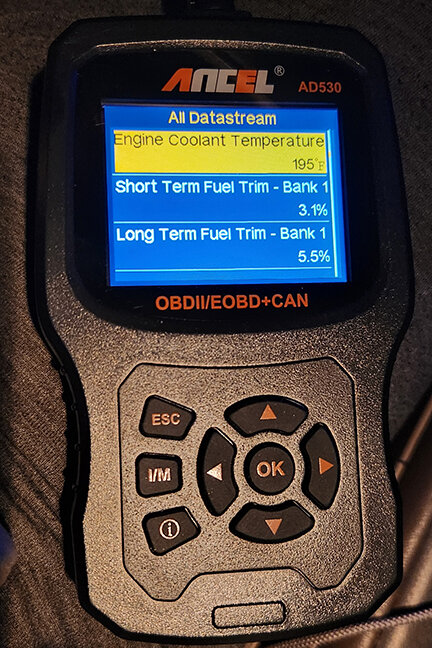 ANCEL®
AD530
All Datastream
Engine Coolant Temperature
195°F
Short Term Fuel Trim - Bank 1
3.1%
Long Term Fuel Trim - Bank 1
5.5%
OBDII/EOBD+CAN
ESC
I/M
OK
i